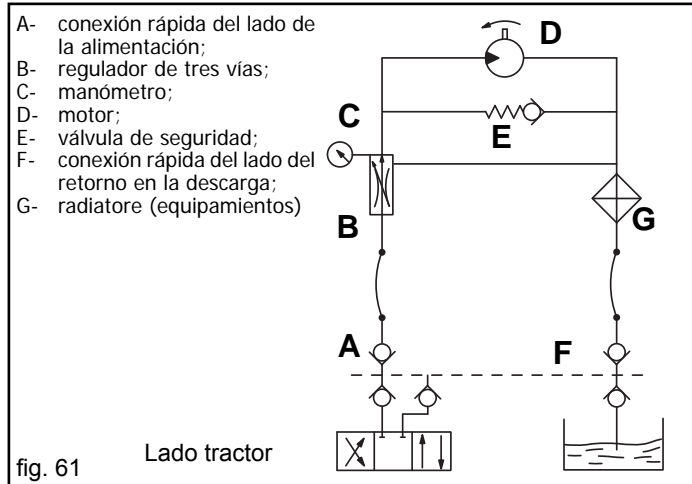 A- conexión rápida del lado de
la alimentación;
B- regulador de tres vías;
C- manómetro;
D- motor;
E- válvula de seguridad;
F- conexión rápida del lado del
retorno en la descarga;
G- radiatore (equipamientos)
D
C
E
B
G
A
F
Lado tractor
fig. 61